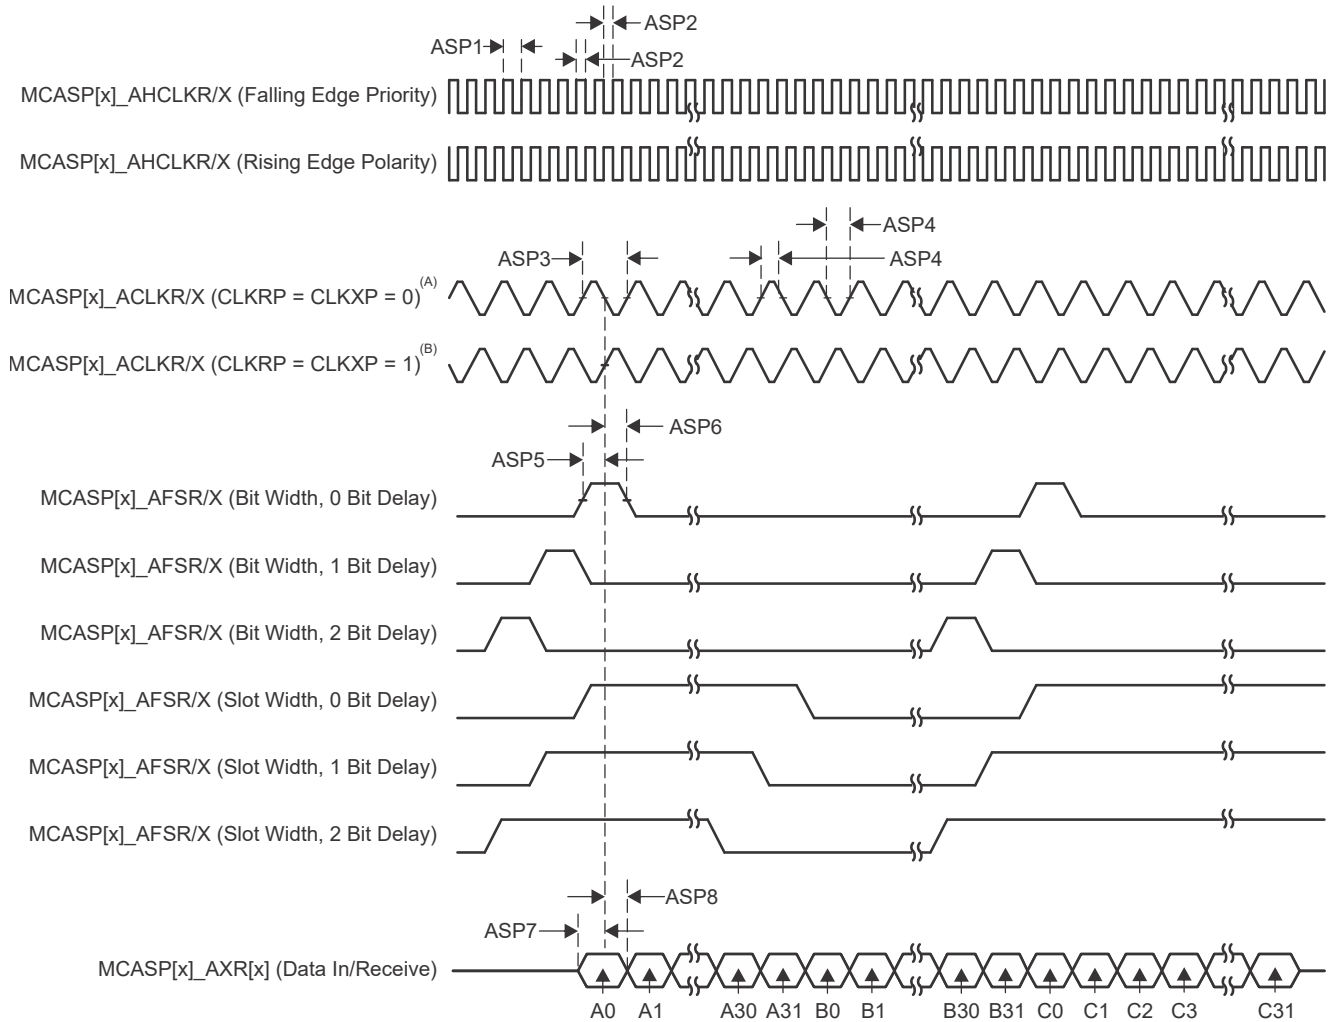 ASP2
ASP1
ASP2
MCASP[x]_AHCLKR/X (Falling Edge Priority)
MCASP[x]_AHCLKR/X (Rising Edge Polarity)
ASP4
ASP3
ASP4
MCASP[x]_ACLKR/X (CLKRP = CLKXP = 0)(A)
MCASP[x]_ACLKR/X (CLKRP = CLKXP = 1)(B)
ASP6
ASP5
MCASP[x]_AFSR/X (Bit Width, 0 Bit Delay)
MCASP[x]_AFSR/X (Bit Width, 1 Bit Delay)
MCASP[x]_AFSR/X (Bit Width, 2 Bit Delay)
MCASP[x]_AFSR/X (Slot Width, 0 Bit Delay)
MCASP[x]_AFSR/X (Slot Width, 1 Bit Delay)
MCASP[x]_AFSR/X (Slot Width, 2 Bit Delay)
ASP8
ASP7
MCASP[x]_AXR[x] (Data In/Receive)
A0 A1 A30 A31 B0 B1 B30 B31 C0 C1 C2 C3 C31